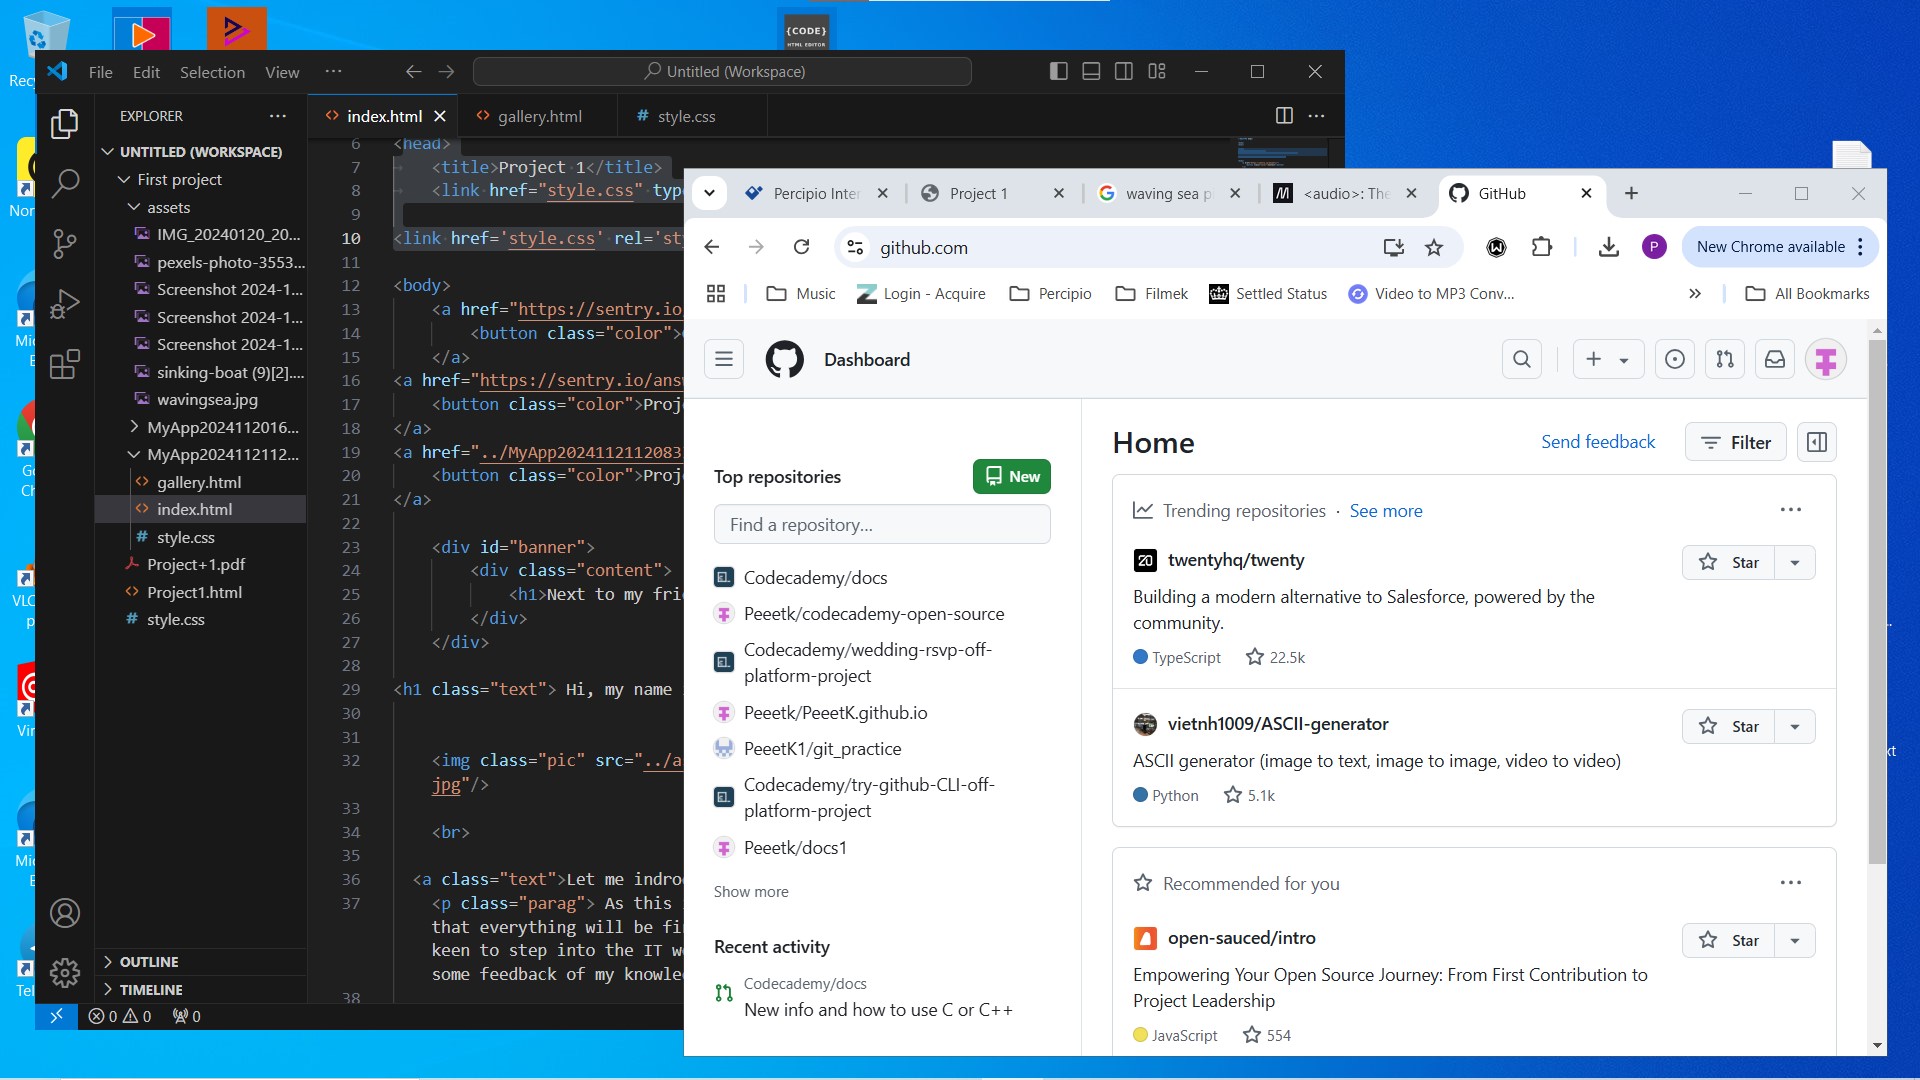 {CODE}
HTML EDITOR
File Edit Selection View
Untitled (Workspace)
EXPLORER
index.html
gallery.html
# style.css
UNTITLED (WORKSPACE)
First project
assets
IMG_20240120_20...
pexels-photo-3553...
Screenshot 2024-1...
Screenshot 2024-1...
Screenshot 2024-1...
sinking-boat (9)[2]....
wavingsea.jpg
MyApp2024112016...
MyApp2024112112...
gallery.html
index.html
# style.css
Project+1.pdf
Project1.html
# style.css
OUTLINE
TIMELINE
0 0 0
6 <head>
7 <title>Project 1</title>
8 <link href="style.css" typ
9
10 <link href='style.css' rel='st
11
12 <body>
13 <a href="https://sentry.io
14 <button class="color">
15 </a>
16 <a href="https://sentry.io/ans
17 <button class="color">Proj
18 </a>
19 <a href="../MyApp2024112112083
20 <button class="color">Proj
21 </a>
22
23 <div id="banner">
24 <div class="content">
25 <h1>Next to my fri
26 </div>
27 </div>
28
29 <h1 class="text"> Hi, my name
30
31
32 <img class="pic" src="../a
jpg"/>
33
34 <br>
35
36 <a class="text">Let me indro
37 <p class="parag"> As this
that everything will be fi
keen to step into the IT w
some feedback of my knowle
38
Percipio Inter
Project 1
waving sea p
<audio>: The
GitHub
github.com
P
New Chrome available
Music
Login - Acquire
Percipio
Filmek
Settled Status
Video to MP3 Conv...
All Bookmarks
Dashboard
Top repositories
New
Find a repository...
Codecademy/docs
Peeetk/codecademy-open-source
Codecademy/wedding-rsvp-off-
platform-project
Peeetk/PeeetK.github.io
PeeetK1/git_practice
Codecademy/try-github-CLI-off-
platform-project
Peeetk/docs1
Show more
Recent activity
Codecademy/docs
New info and how to use C or C++
Home
Send feedback
Filter
Trending repositories · See more
twentyhq/twenty
Star
Building a modern alternative to Salesforce, powered by the
community.
TypeScript 22.5k
vietnh1009/ASCII-generator
Star
ASCII generator (image to text, image to image, video to video)
Python 5.1k
Recommended for you
open-sauced/intro
Star
Empowering Your Open Source Journey: From First Contribution to
Project Leadership
JavaScript 554